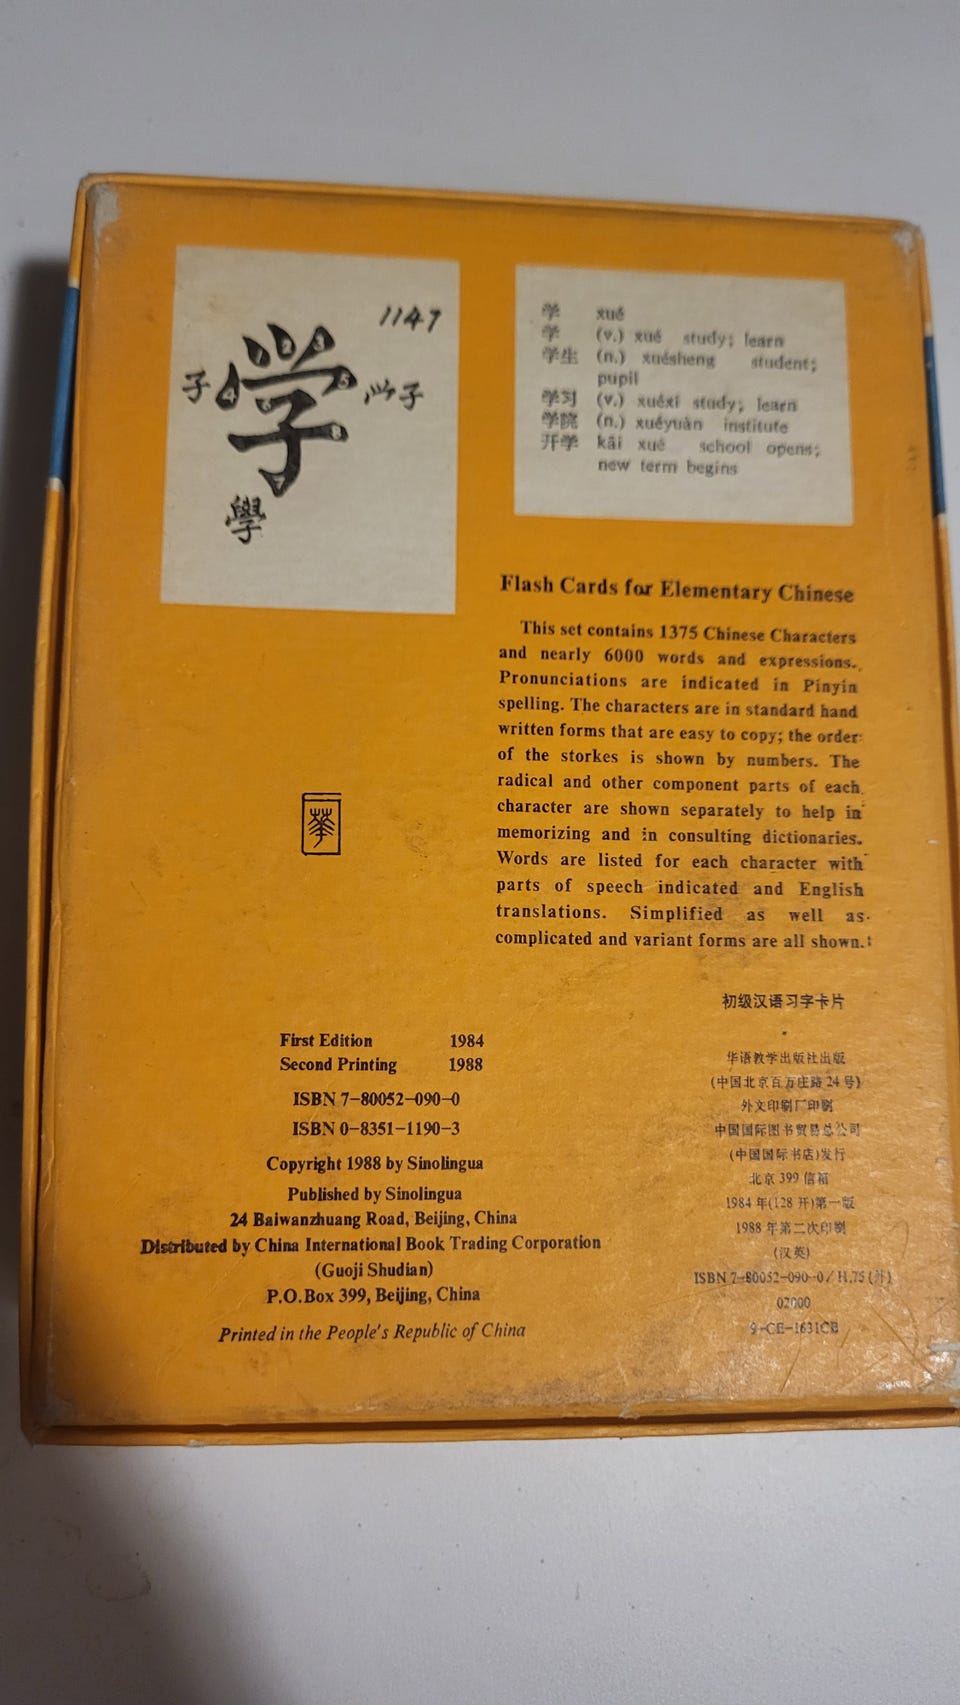 1147
学
子
⺍子
學
学 xué
学 (v.) xué study; learn
学生 (n.) xuésheng student;
pupil
学习 (v.) xuéxí study; learn
学院 (n.) xuéyuàn institute
开学 kāi xué school opens;
new term begins
Flash Cards for Elementary Chinese
This set contains 1375 Chinese Characters
and nearly 6000 words and expressions.
Pronunciations are indicated in Pinyin
spelling. The characters are in standard hand
written forms that are easy to copy; the order
of the storkes is shown by numbers. The
radical and other component parts of each
character are shown separately to help in
memorizing and in consulting dictionaries.
Words are listed for each character with
parts of speech indicated and English
translations. Simplified as well as
complicated and variant forms are all shown.
華
First Edition 1984
Second Printing 1988
ISBN 7-80052-090-0
ISBN 0-8351-1190-3
Copyright 1988 by Sinolingua
Published by Sinolingua
24 Baiwanzhuang Road, Beijing, China
Distributed by China International Book Trading Corporation
(Guoji Shudian)
P.O.Box 399, Beijing, China
Printed in the People's Republic of China
初级汉语习字卡片
华语教学出版社出版
(中国北京百万庄路24号)
外文印刷厂印刷
中国国际图书贸易总公司
(中国国际书店)发行
北京399信箱
1984年(128开)第一版
1988年第二次印刷
(汉英)
ISBN 7-80052-090-0/H.75(外)
02000
9-CE-1631CB